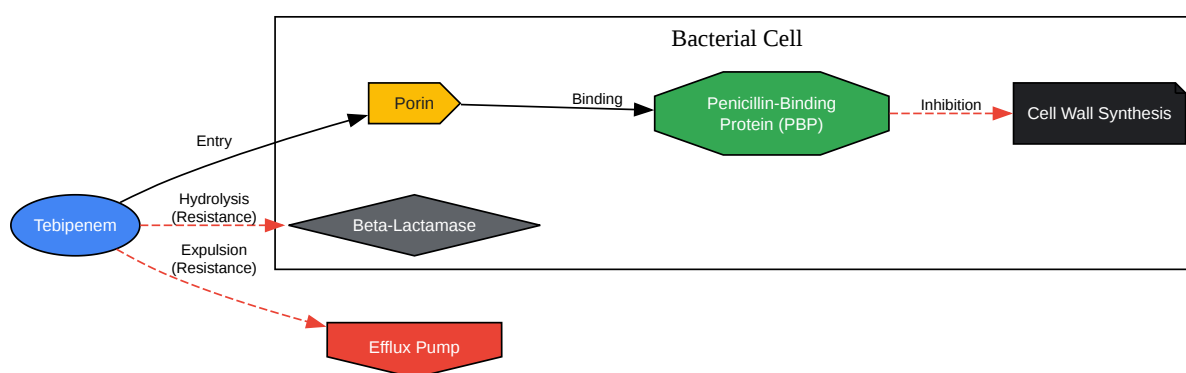 Bacterial Cell
Porin
Binding
Penicillin-Binding
Protein (PBP)
Inhibition
Cell Wall Synthesis
Entry
Tebipenem
Hydrolysis
(Resistance)
Beta-Lactamase
Expulsion
(Resistance)
Efflux Pump